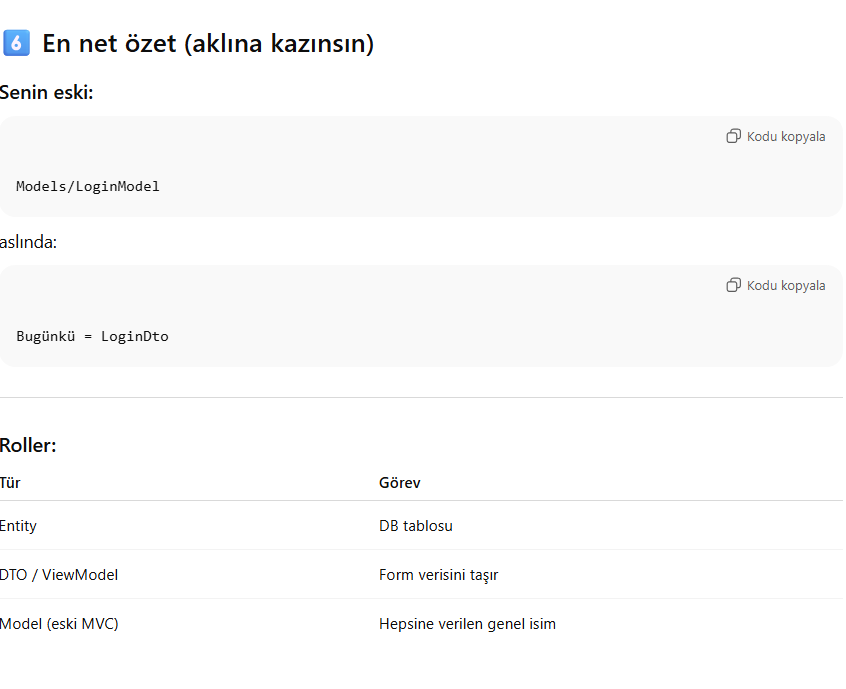 6 En net özet (aklına kazınsın)
Senin eski:
Kodu kopyala
Models/LoginModel
aslında:
Kodu kopyala
Bugünkü = LoginDto
Roller:
Tür Görev
Entity DB tablosu
DTO / ViewModel Form verisini taşır
Model (eski MVC) Hepsine verilen genel isim